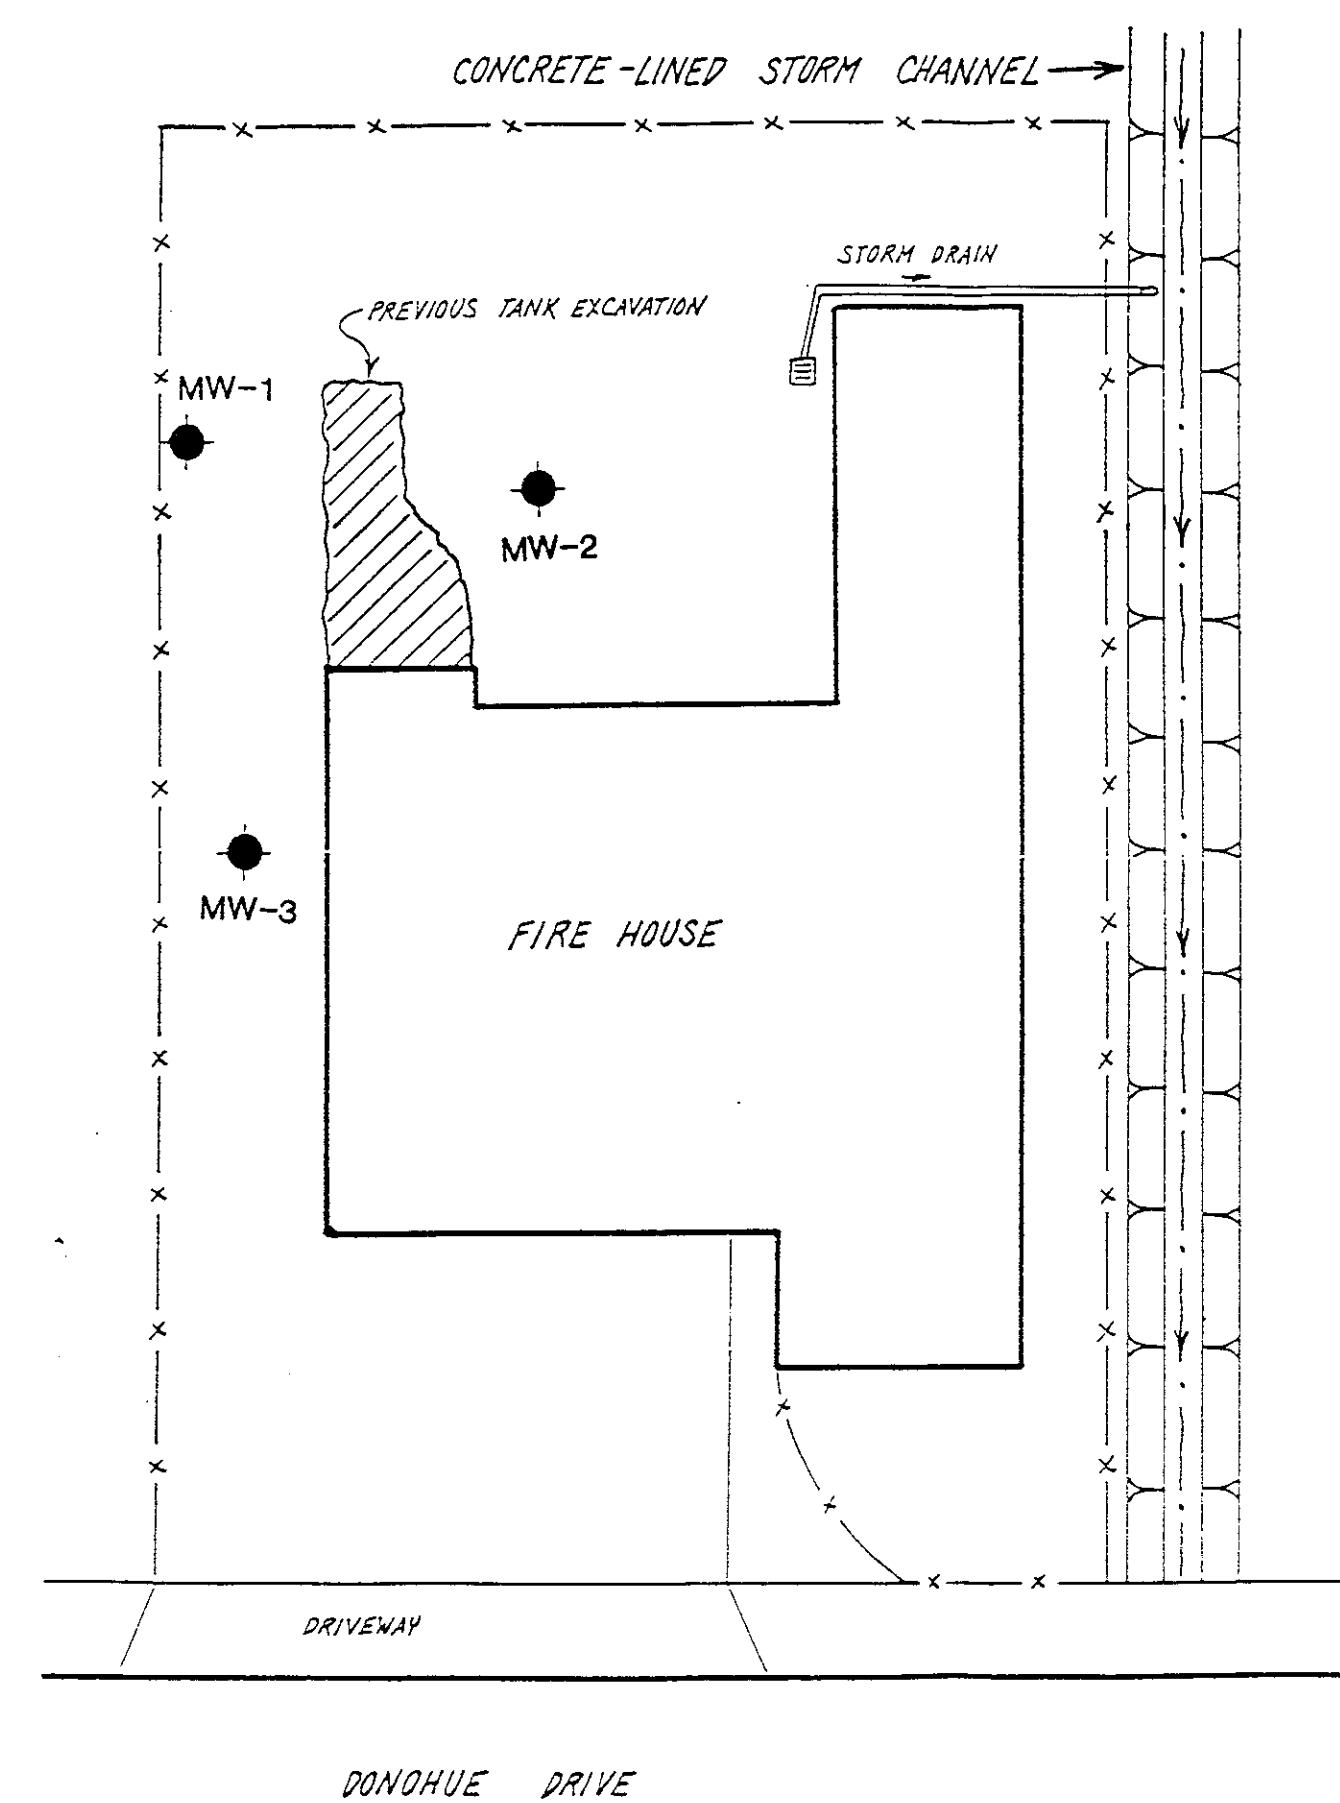 CONCRETE-LINED STORM CHANNEL
STORM DRAIN
PREVIOUS TANK EXCAVATION
MW-1
MW-2
MW-3
FIRE HOUSE
DRIVEWAY
DONOHUE DRIVE